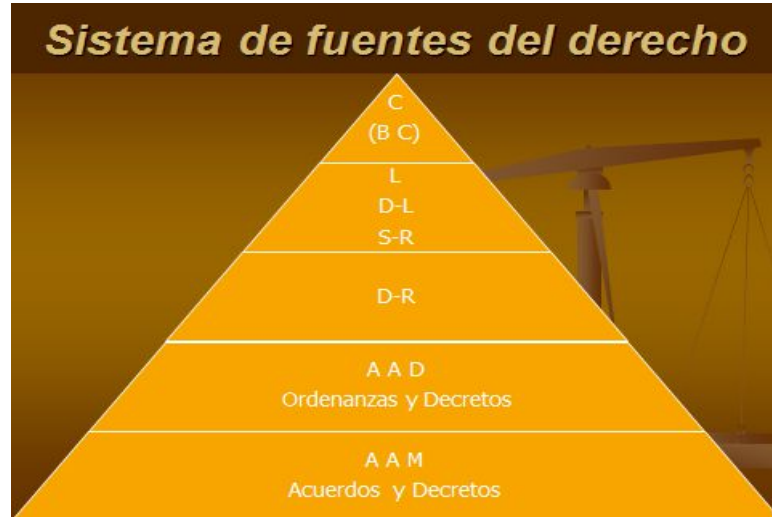 Sistema de fuentes del derecho
C
(B C)
L
D-L
S-R
D-R
A A D
Ordenanzas y Decretos
A A M
Acuerdos y Decretos